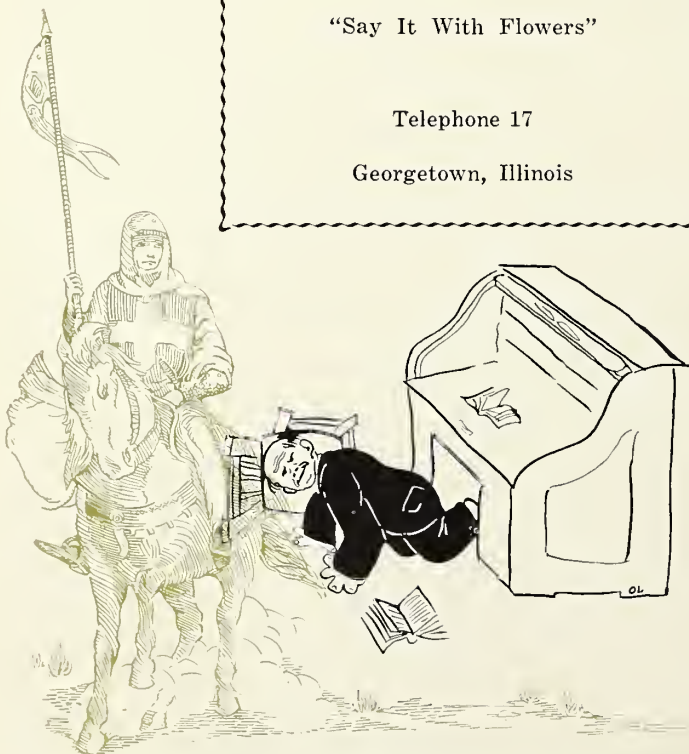 “Say It With Flowers”
Telephone 17
Georgetown, Illinois
OL